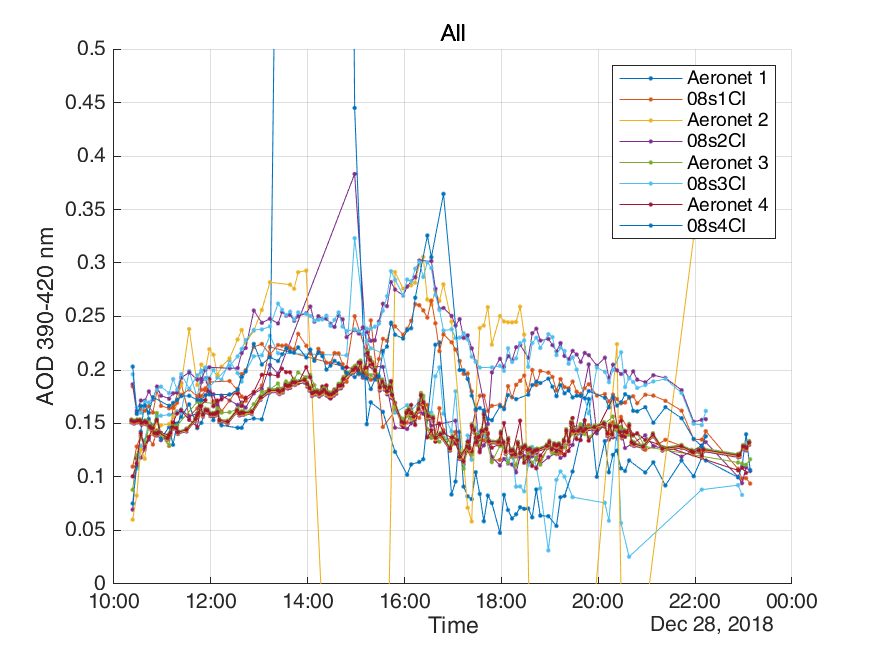 All
0.5
0.45
0.4
0.35
0.3
0.25
0.2
0.15
0.1
0.05
0
AOD 390-420 nm
Aeronet 1
08s1CI
Aeronet 2
08s2CI
Aeronet 3
08s3CI
Aeronet 4
08s4CI
10:00 12:00 14:00 16:00 18:00 20:00 22:00 00:00
Time
Dec 28, 2018